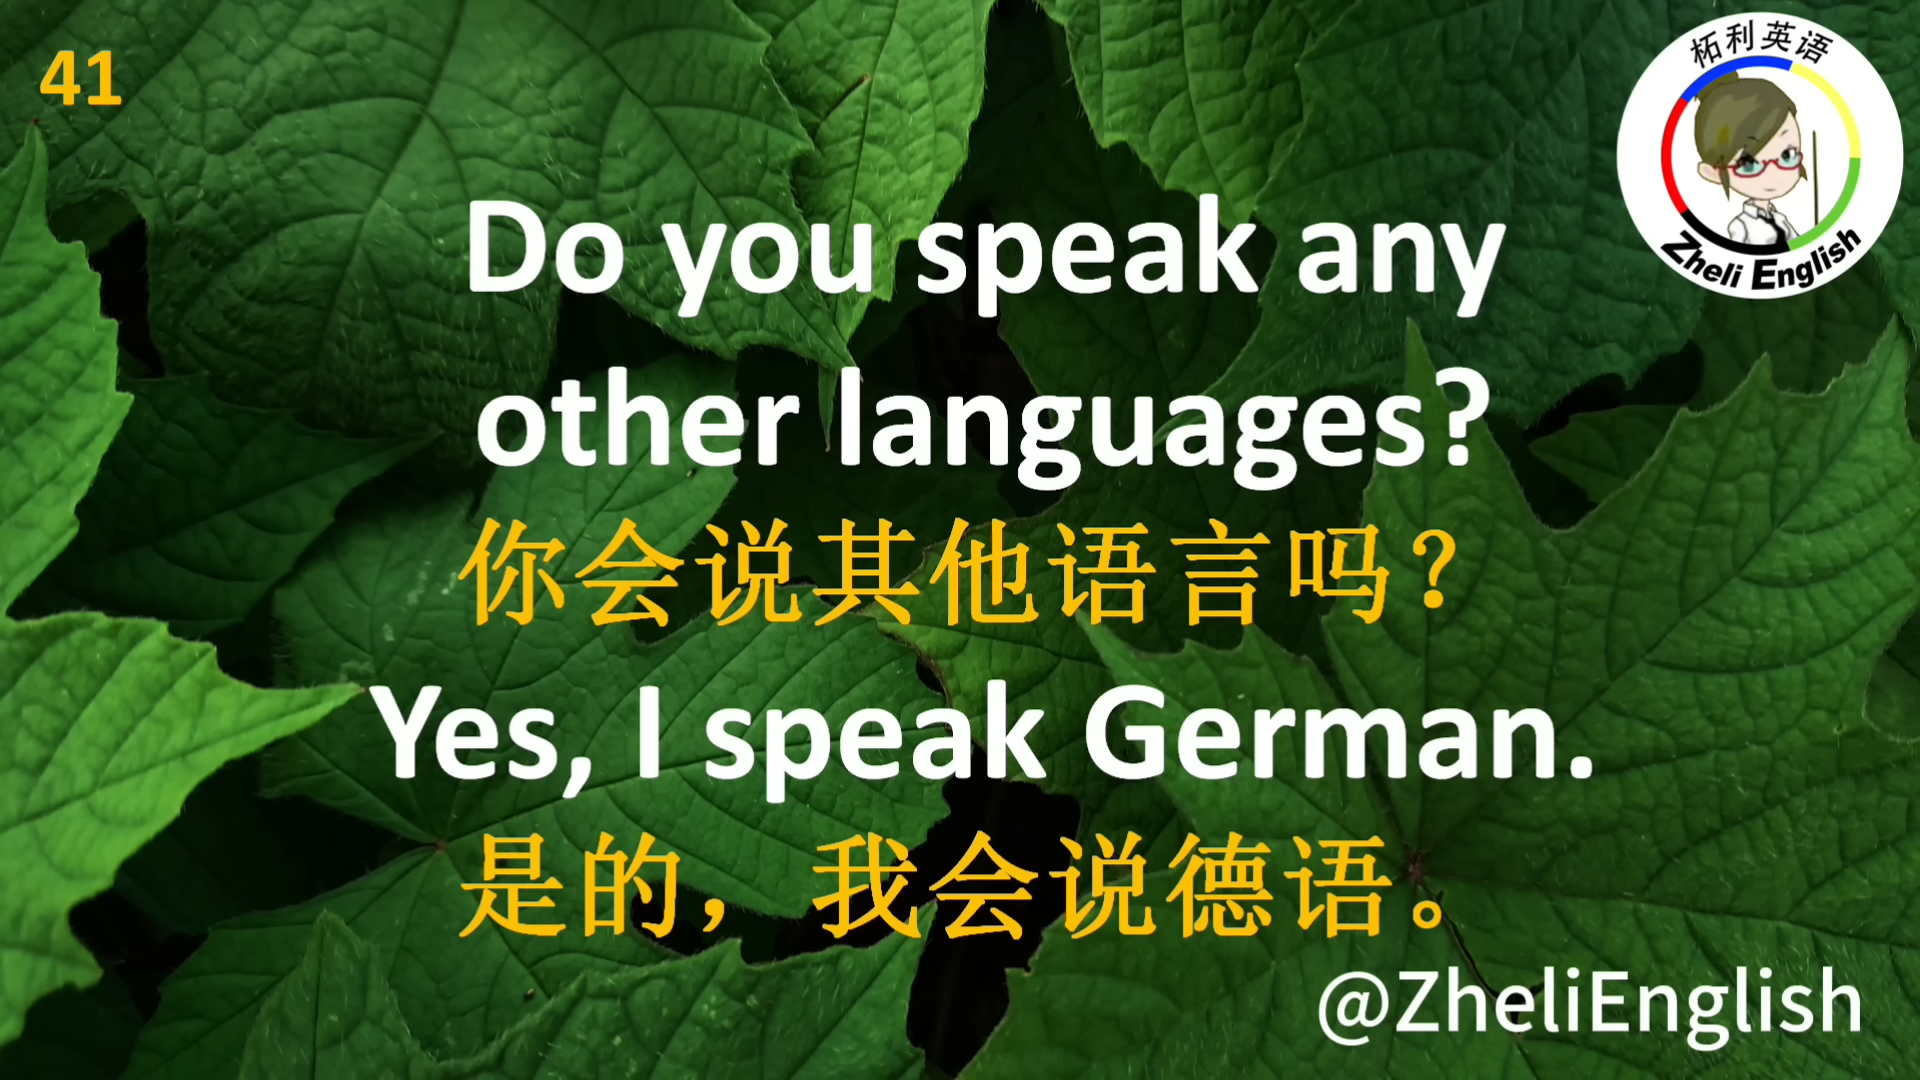 41
柘利英语
Zheli English
Do you speak any
other languages?
你会说其他语言吗？
Yes, I speak German.
是的，我会说德语。
@ZheliEnglish